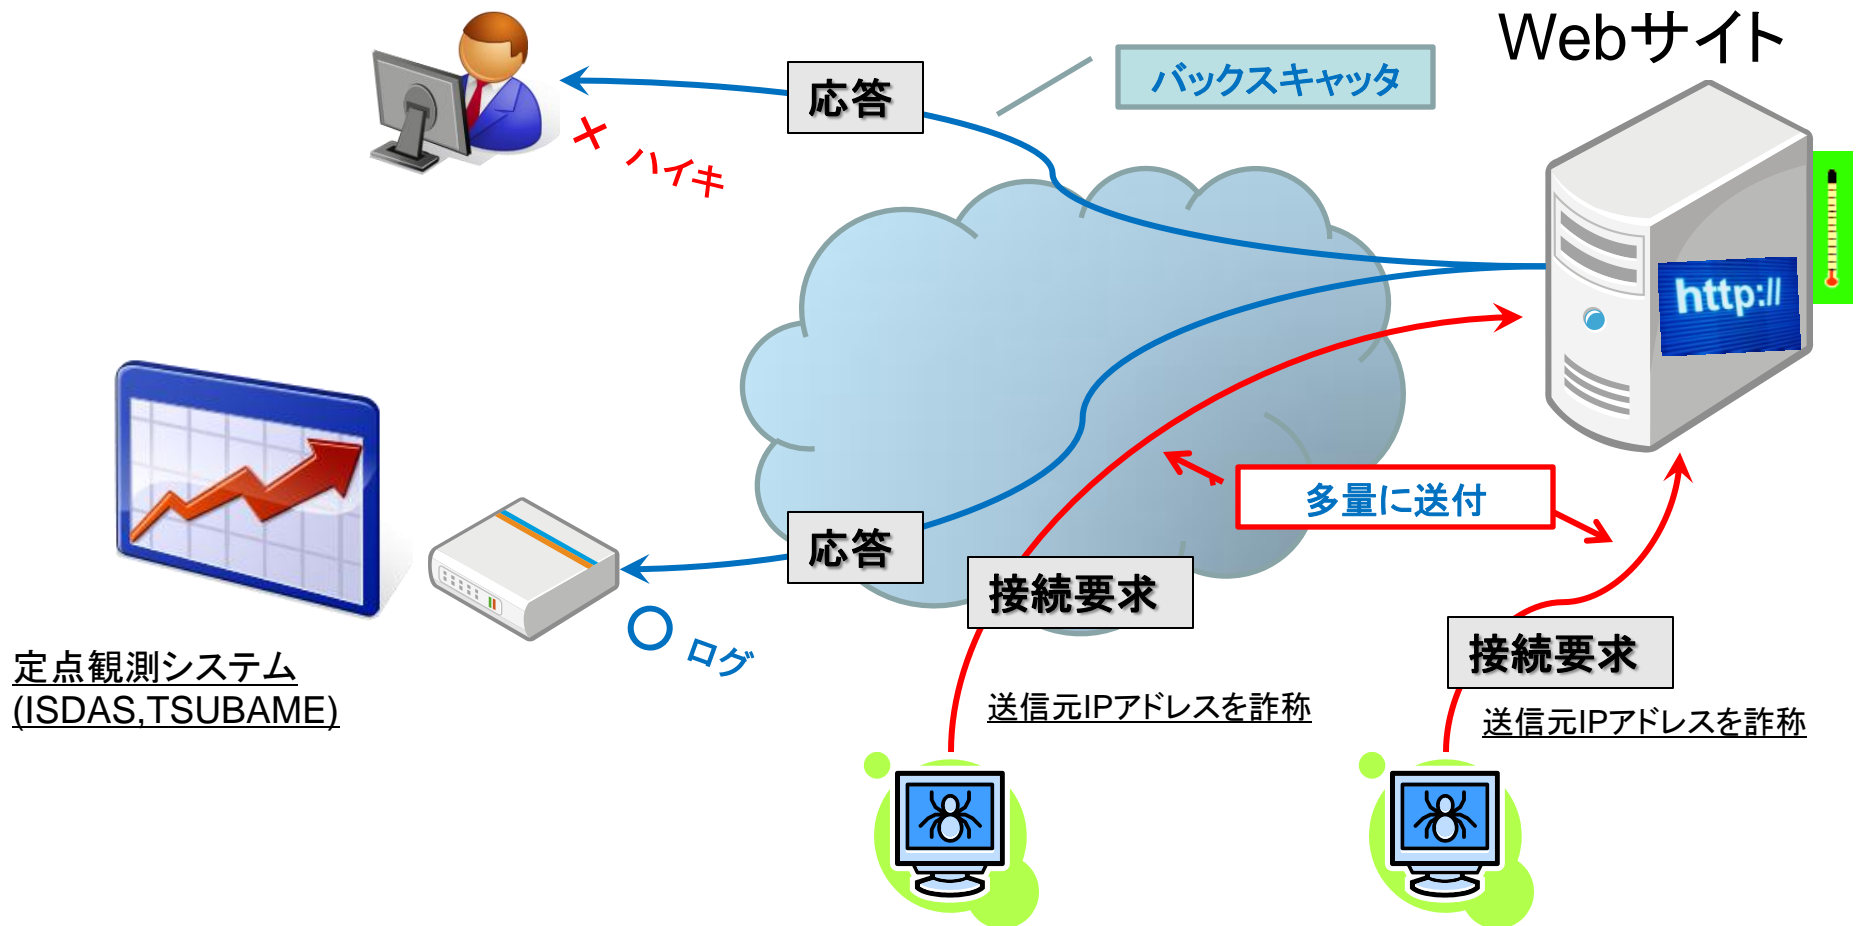 Webサイト
バックスキャッタ
応答
× ハイキ
http://
多量に送付
応答
接続要求
ログ
接続要求
定点観測システム
(ISDAS,TSUBAME)
送信元IPアドレスを詐称
送信元IPアドレスを詐称